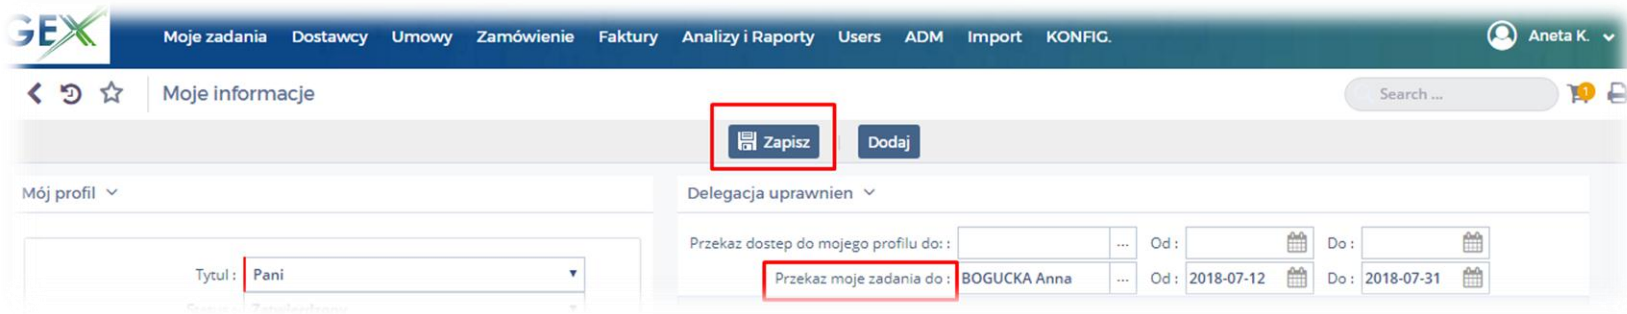 GEX
Moje zadania Dostawcy Umowy Zamówienie Faktury Analizy i Raporty Users ADM Import KONFIG. Aneta K.
Moje informacje Search ... 1
Zapisz Dodaj
Mój profil Delegacja uprawnien
Przekaz dostep do mojego profilu do: : ... Od : Do :
Tytul : Pani Przekaz moje zadania do : BOGUCKA Anna ... Od : 2018-07-12 Do : 2018-07-31
Status : Zatwierdzony